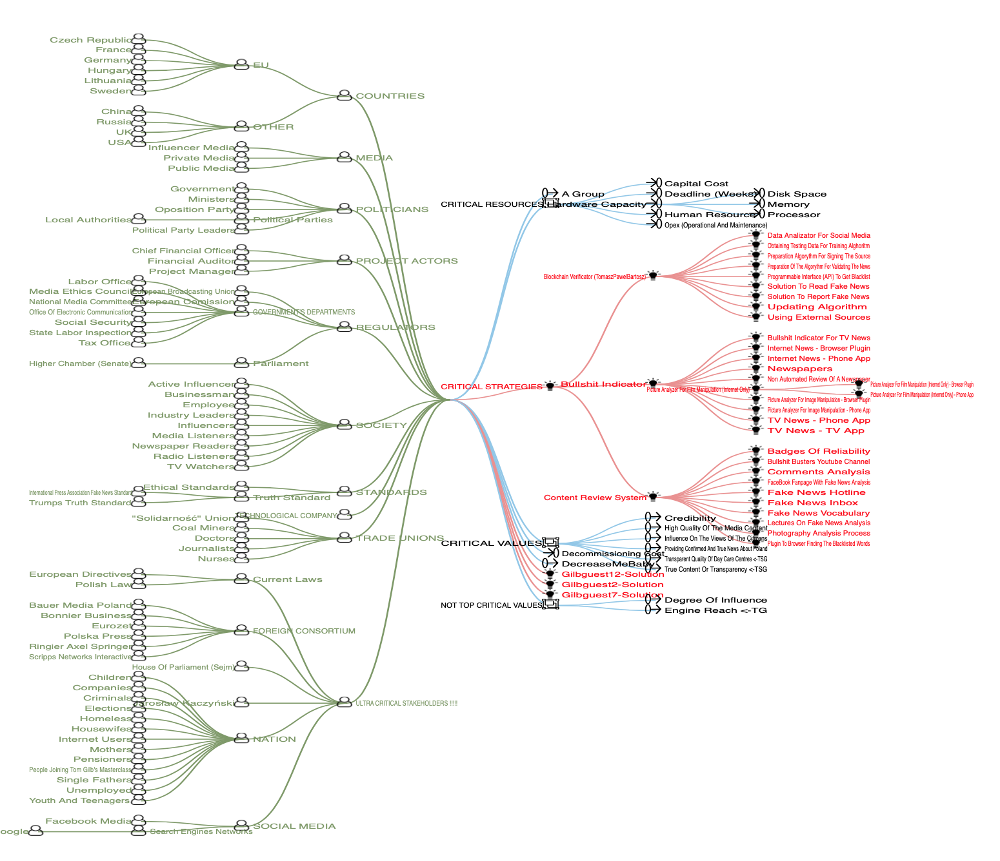 Czech Republic
France
Germany
Hungary
Lithuania
Sweden
EU
China
Russia
UK
USA
OTHER
COUNTRIES
Influencer Media
Private Media
Public Media
MEDIA
Government
Ministers
Oposition Party
Local Authorities
Political Parties
Political Party Leaders
POLITICIANS
Chief Financial Officer
Financial Auditor
Project Manager
PROJECT ACTORS
Labor Office
Media Ethics Council
National Media Committee
Office Of Electronic Communication
Social Security
State Labor Inspection
Tax Office
European Broadcasting Union
European Comission
GOVERNMENT'S DEPARTMENTS
Higher Chamber (Senate)
Parliament
REGULATORS
Active Influencer
Businessman
Employee
Industry Leaders
Influencers
Media Listeners
Newspaper Readers
Radio Listeners
TV Watchers
SOCIETY
Ethical Standards
International Press Association Fake News Standard
Trumps Truth Standard
Truth Standard
STANDARDS
TECHNOLOGICAL COMPANY
"Solidarność" Union
Coal Miners
Doctors
Journalists
Nurses
TRADE UNIONS
European Directives
Polish Law
Current Laws
Bauer Media Poland
Bonnier Business
Eurozet
Polska Press
Ringier Axel Springer
Scripps Networks Interactive
FOREIGN CONSORTIUM
House Of Parliament (Sejm)
Jarosław Kaczyński
Children
Companies
Criminals
Elections
Homeless
Housewifes
Internet Users
Mothers
Pensioners
People Joining Tom Gilb's Masterclass
Single Fathers
Unemployed
Youth And Teenagers
NATION
Facebook Media
oogle
Search Engines Networks
SOCIAL MEDIA
ULTRA CRITICAL STAKEHOLDERS !!!!!
A Group
CRITICAL RESOURCES
Capital Cost
Deadline (Weeks)
Hardware Capacity
Human Resource
Opex (Operational And Maintenance)
Disk Space
Memory
Processor
CRITICAL STRATEGIES
Blockchain Verificator (TomaszPawelBartosz)
Data Analizator For Social Media
Obtaining Testing Data For Training Alghoritm
Preparation Algorythm For Signing The Source
Preparation Of The Algorythm For Validating The News
Programmable Interface (API) To Get Blacklist
Solution To Read Fake News
Solution To Report Fake News
Updating Algorithm
Using External Sources
Bullshit Indicator
Bullshit Indicator For TV News
Internet News - Browser Plugin
Internet News - Phone App
Newspapers
Non Automated Review Of A Newspaper
Picture Analyzer For Film Manipulation (Internet Only)
Picture Analyzer For Film Manipulation (Internet Only) - Browser Plugin
Picture Analyzer For Film Manipulation (Internet Only) - Phone App
Picture Analyzer For Image Manipulation - Browser Plugin
Picture Analyzer For Image Manipulation - Phone App
TV News - Phone App
TV News - TV App
Content Review System
Badges Of Reliability
Bullshit Busters Youtube Channel
Comments Analysis
FaceBook Fanpage With Fake News Analysis
Fake News Hotline
Fake News Inbox
Fake News Vocabulary
Lectures On Fake News Analysis
Photography Analysis Process
Plugin To Browser Finding The Blacklisted Words
CRITICAL VALUES
Credibility
High Quality Of The Media Content
Influence On The Views Of The Citizens
Providing Confirmed And True News About Poland
Transparent Quality Of Day Care Centres <-TSG
True Content Or Transparency <-TSG
Decommissioning Cost
DecreaseMeBaby
Gilbguest12-Solution
Gilbguest2-Solution
Gilbguest7-Solution
NOT TOP CRITICAL VALUES
Degree Of Influence
Engine Reach <-TG